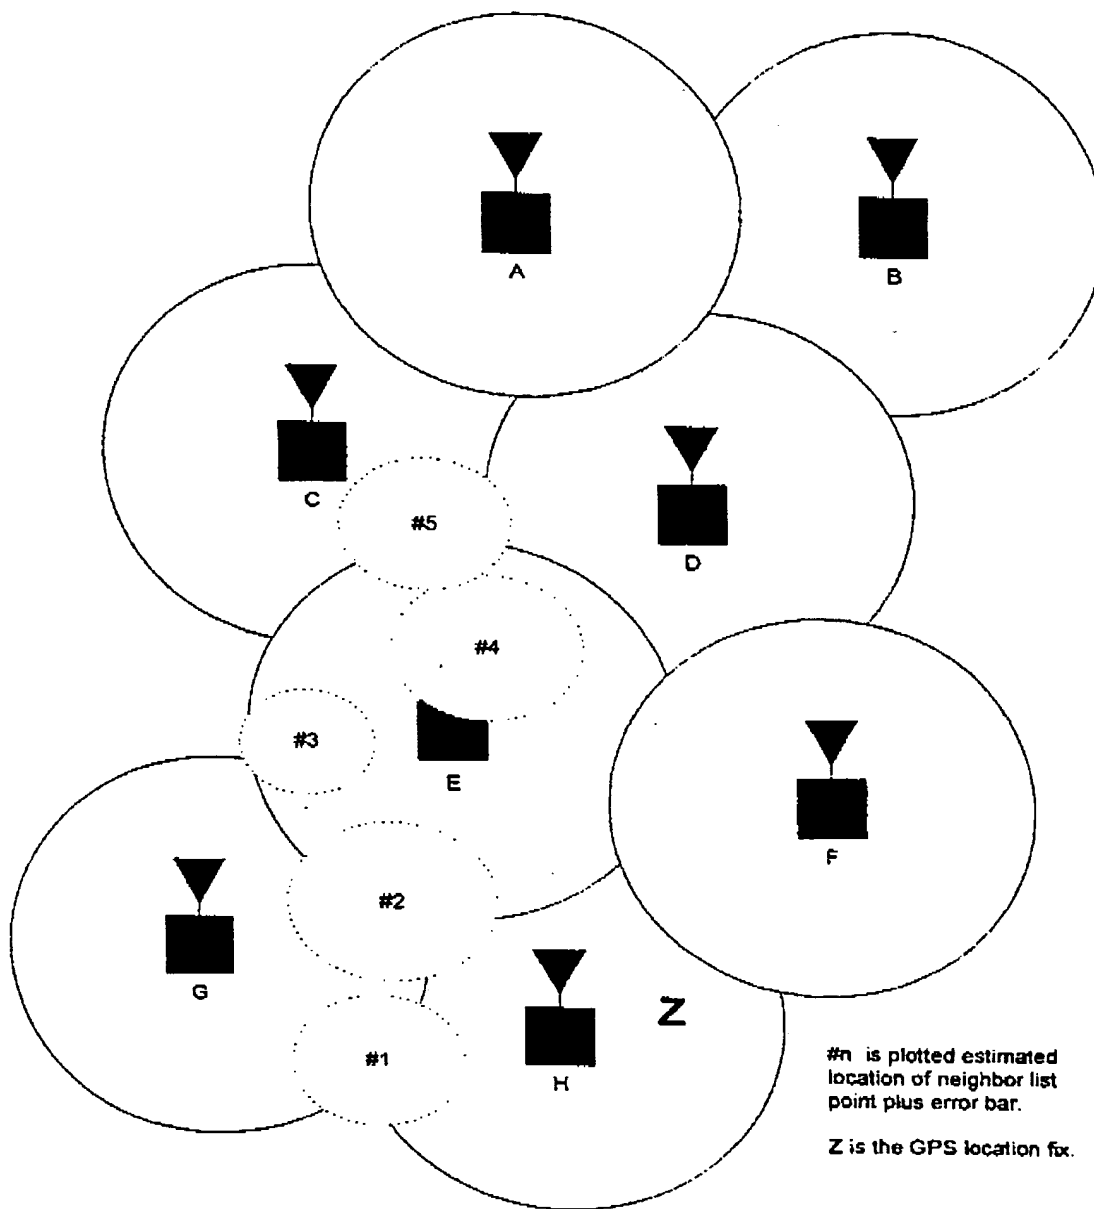 A
B
C
#5
D
#4
#3
E
F
#2
G
Z
#1
H
#n is plotted estimated
location of neighbor list
point plus error bar.
Z is the GPS location fix.